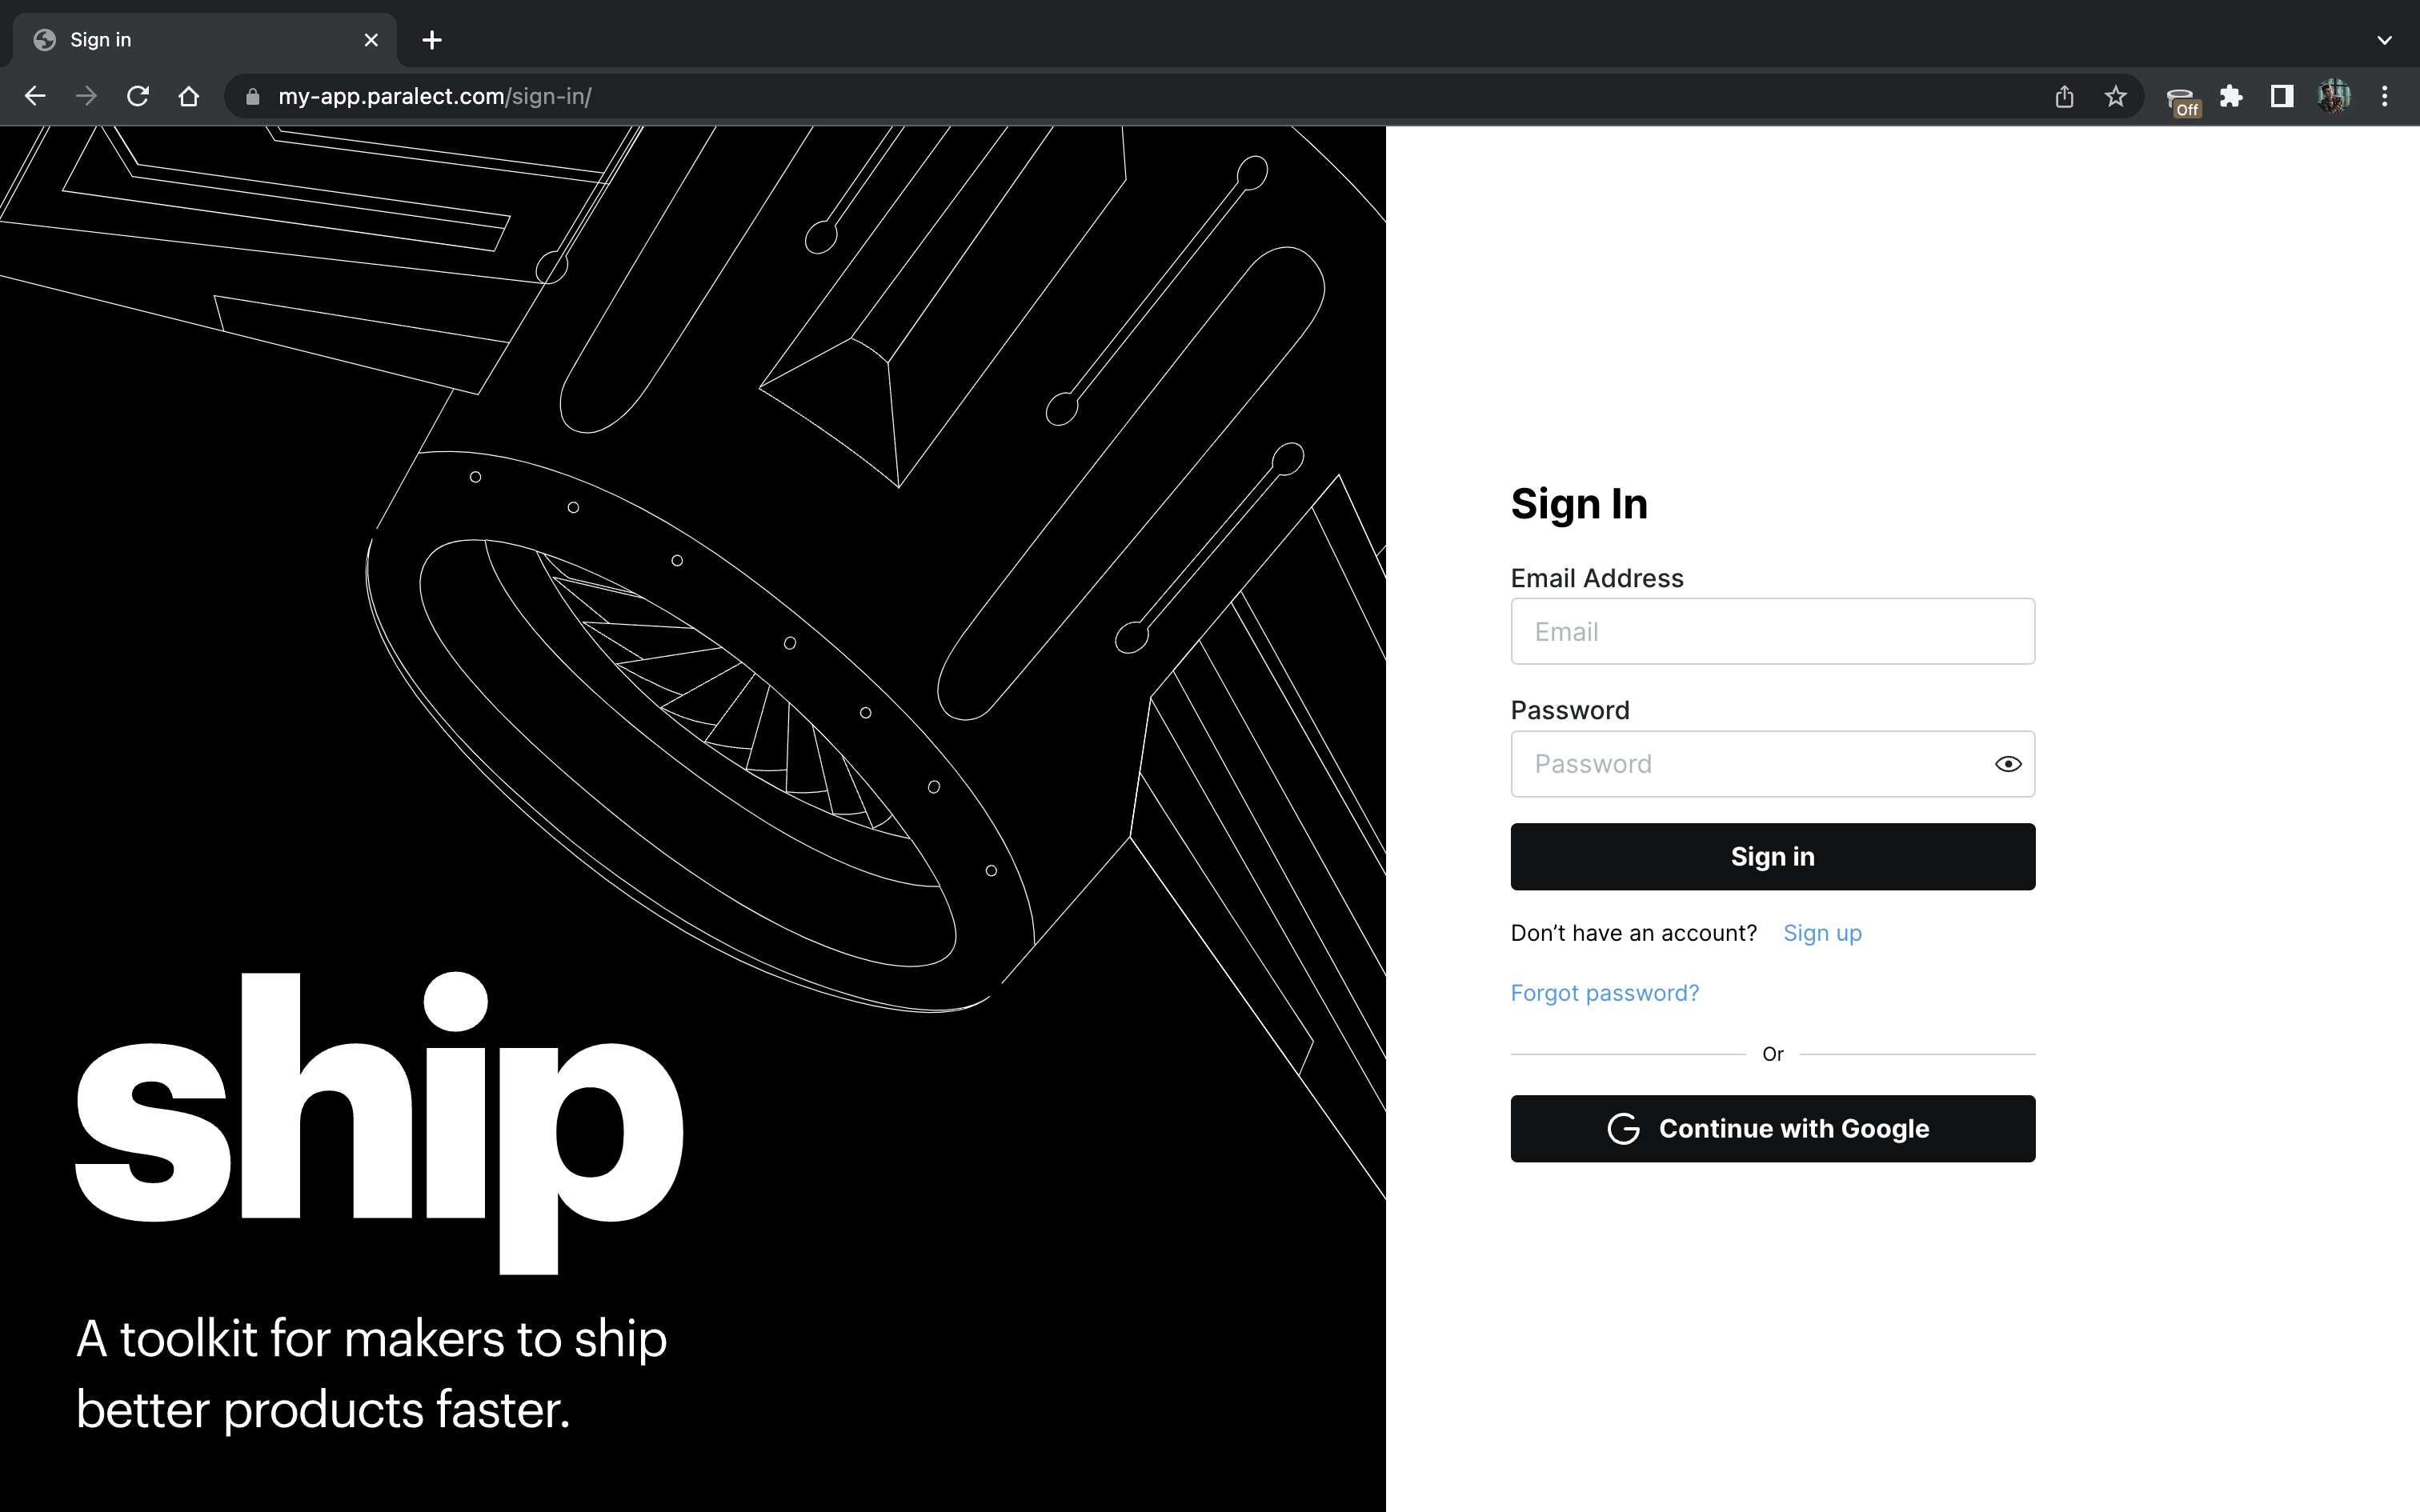 Sign in
my-app.paralect.com/sign-in/
Off
ship
A toolkit for makers to ship
better products faster.
Sign In
Email Address
Email
Password
Password
Sign in
Don’t have an account? Sign up
Forgot password?
Or
Continue with Google